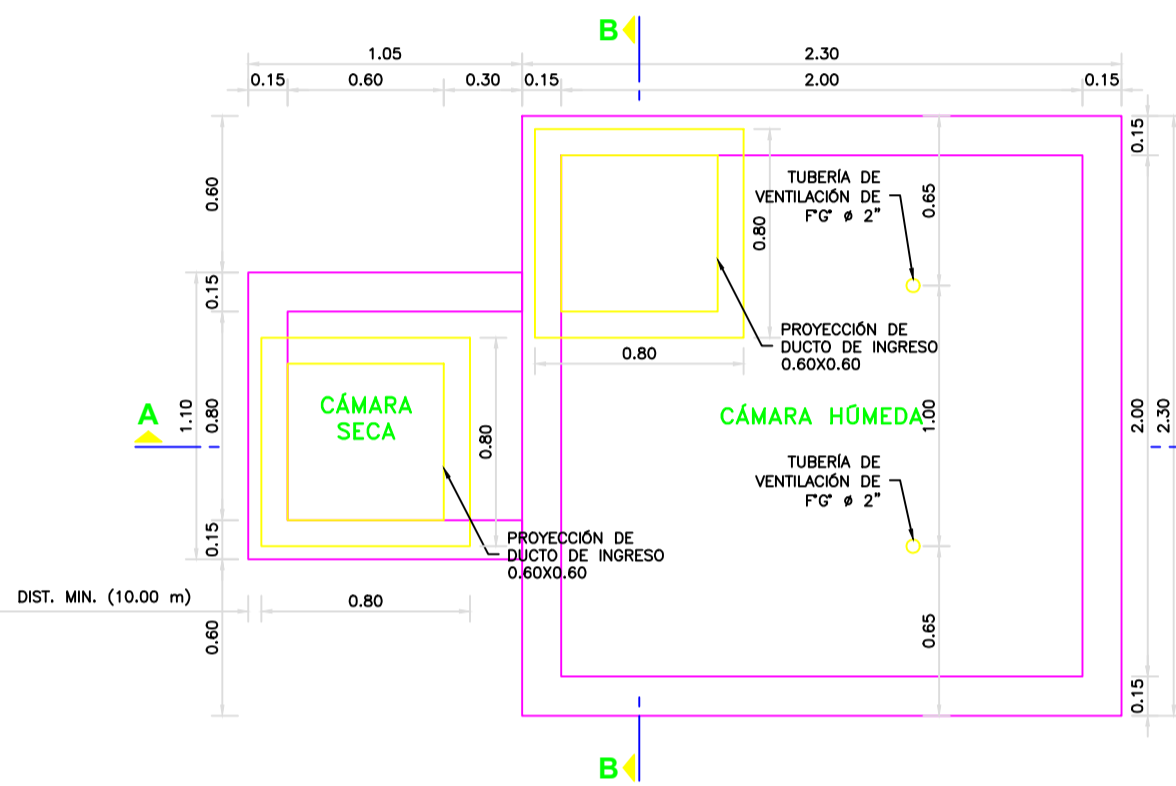 B
1.05
2.30
0.15
0.60
0.30
0.15
2.00
0.15
0.15
0.60
0.65
TUBERÍA DE
VENTILACIÓN DE
F°G° ø 2"
0.80
0.15
PROYECCIÓN DE
DUCTO DE INGRESO
0.60X0.60
0.80
A
1.10
0.80
CÁMARA
SECA
0.80
CÁMARA HÚMEDA
1.00
2.00
2.30
TUBERÍA DE
VENTILACIÓN DE
F°G° ø 2"
0.15
PROYECCIÓN DE
DUCTO DE INGRESO
0.60X0.60
DIST. MIN. (10.00 m)
0.80
0.60
0.65
0.15
B